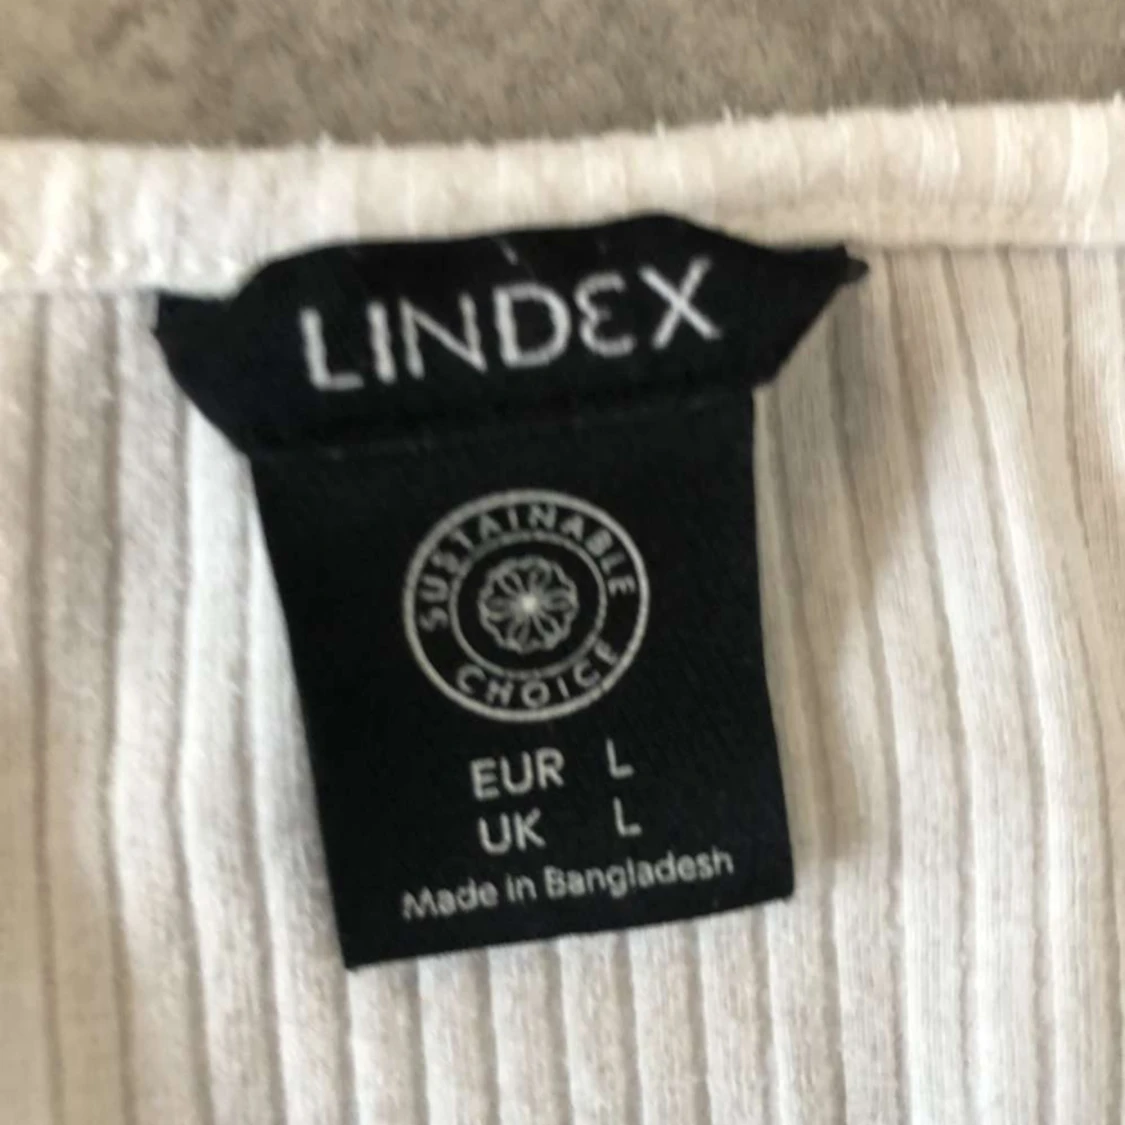 LINDEX
SUSTAINABLE
CHOICE
EUR L
UK L
Made in Bangladesh